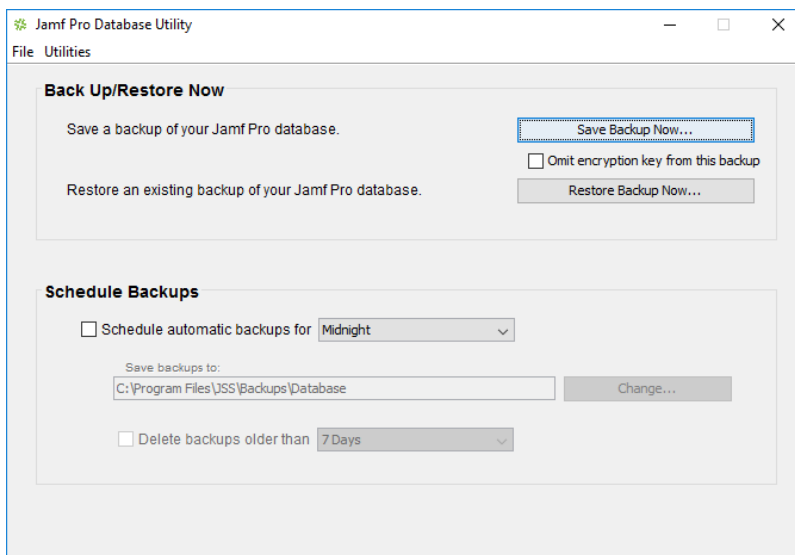 Jamf Pro Database Utility
File Utilities
Back Up/Restore Now
Save a backup of your Jamf Pro database.
Save Backup Now...
Omit encryption key from this backup
Restore an existing backup of your Jamf Pro database.
Restore Backup Now...
Schedule Backups
Schedule automatic backups for Midnight
Save backups to:
C:\Program Files\JSS\Backups\Database
Change...
Delete backups older than 7 Days